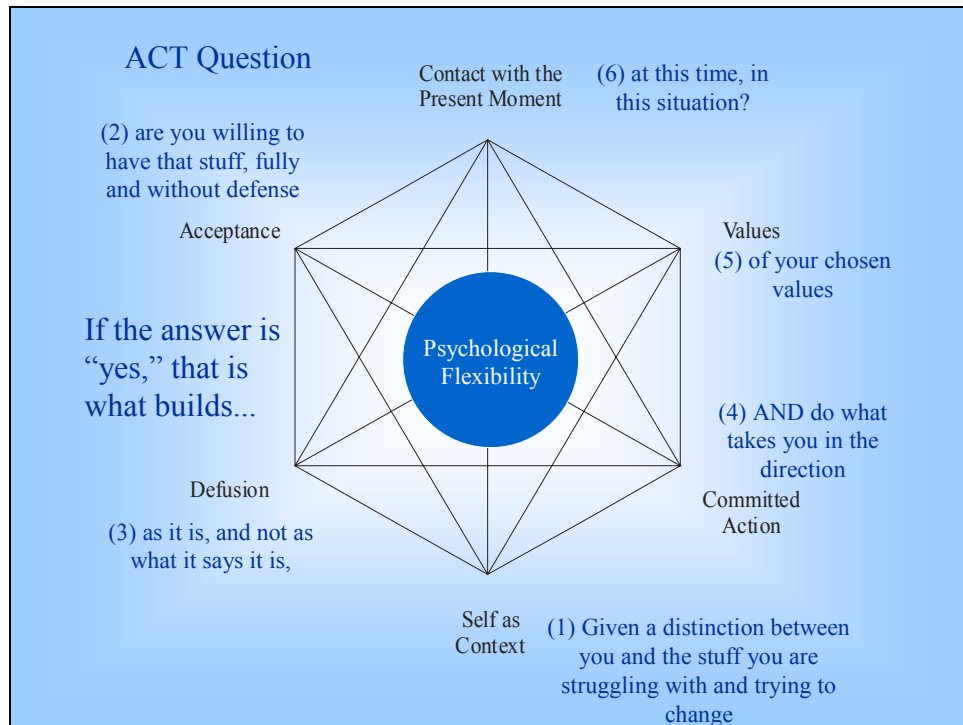 ACT Question
Contact with the
Present Moment
(6) at this time, in
this situation?
(2) are you willing to
have that stuff, fully
and without defense
Acceptance
Values
(5) of your chosen
values
If the answer is
“yes,” that is
what builds...
Psychological
Flexibility
(4) AND do what
takes you in the
direction
Defusion
Committed
Action
(3) as it is, and not as
what it says it is,
Self as
Context
(1) Given a distinction between
you and the stuff you are
struggling with and trying to
change